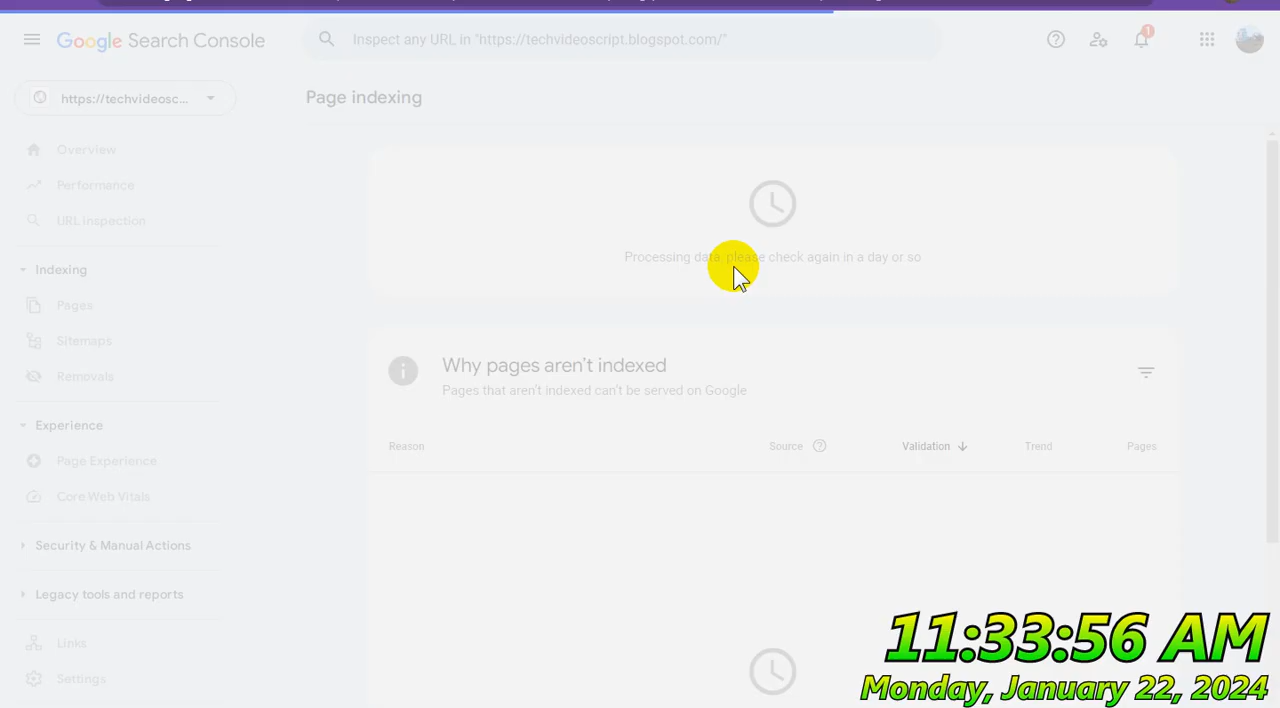 Google Search Console
Inspect any URL in "https://techvideoscript.blogspot.com/"
1
https://techvideosc...
Page indexing
Overview
Performance
URL inspection
Indexing
Pages
Sitemaps
Removals
Experience
Page Experience
Core Web Vitals
Security & Manual Actions
Legacy tools and reports
Links
Settings
Processing data, please check again in a day or so
Why pages aren't indexed
Pages that aren't indexed can't be served on Google
Reason Source Validation Trend Pages
11:33:56 AM
Monday, January 22, 2024